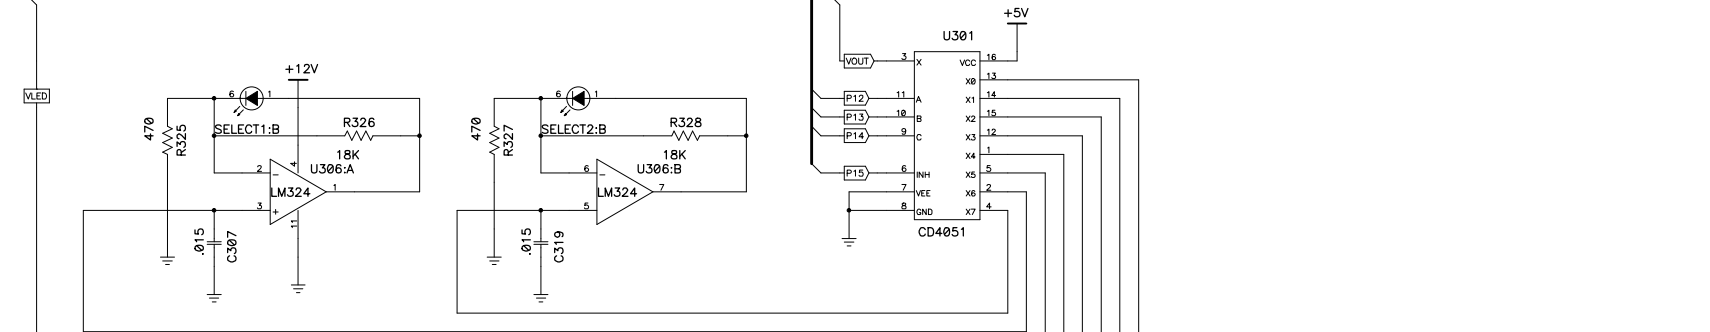 VLED
+12V
6 1
470
R325
SELECT1:B
R326
18K
4
U306:A
2
−
LM324
1
3
+
11
.015
C307
6 1
470
R327
SELECT2:B
R328
18K
U306:B
6
−
LM324
7
5
.015
C319
+5V
U301
VOUT 3 X VCC 16
X0 13
P12 11 A X1 14
P13 10 B X2 15
P14 9 C X3 12
X4 1
P15 6 INH X5 5
7 VEE X6 2
8 GND X7 4
CD4051